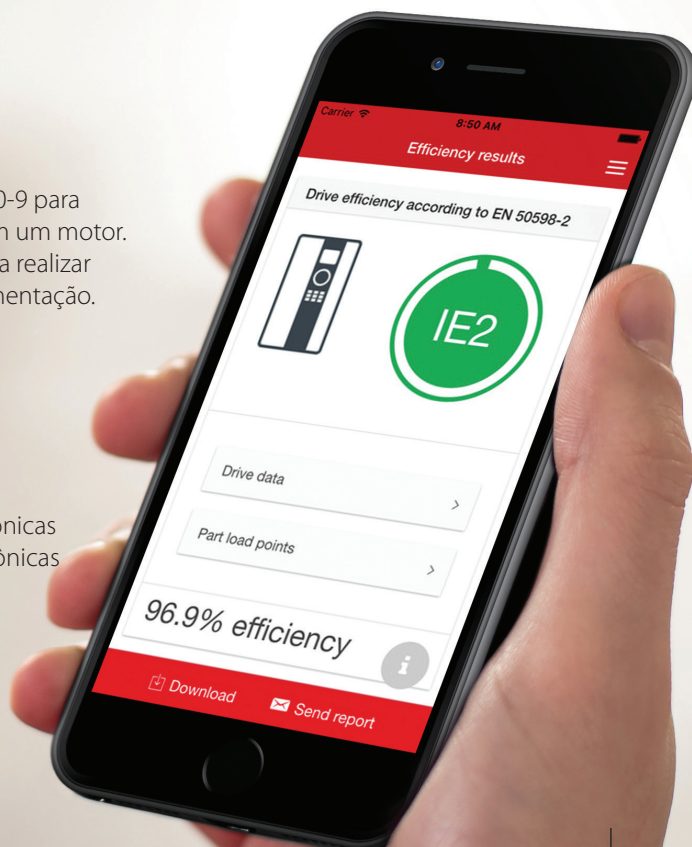 0-9 para
um motor.
a realizar
mentação.
ônicas
ônicas
Carrier
8:50 AM
Efficiency results
Drive efficiency according to EN 50598-2
IE2
Drive data >
Part load points >
96.9% efficiency i
Download Send report